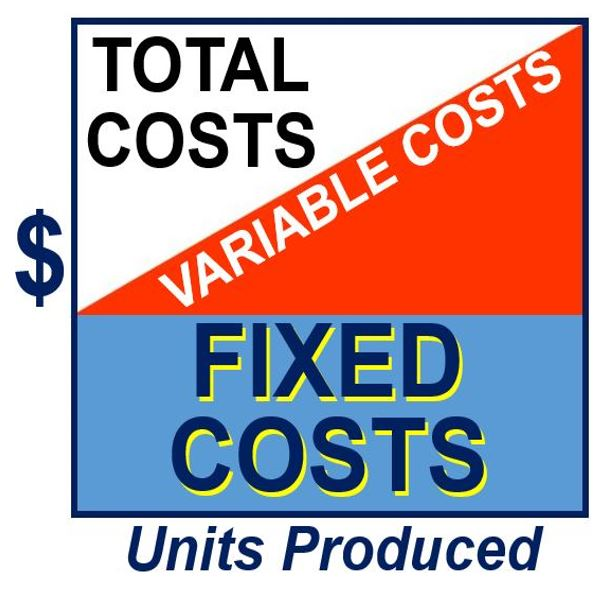 TOTAL
COSTS
VARIABLE COSTS
$
FIXED
COSTS
Units Produced